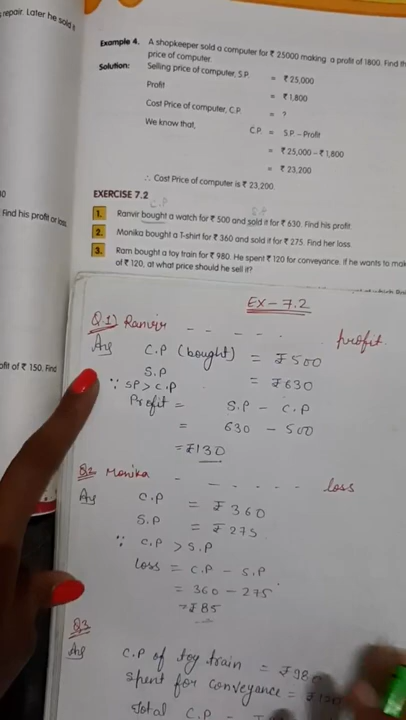 repair. Later he sold it
Example 4. A shopkeeper sold a computer for ₹ 25000 making a profit of 1800. Find th
price of computer.
Solution: Selling price of computer, S.P. = ₹ 25,000
Profit = ₹ 1,800
Cost Price of computer, C.P. = ?
We know that, C.P. = S.P – Profit
= ₹ 25,000 – ₹ 1,800
= ₹ 23,200
∴ Cost Price of computer is ₹ 23,200.
EXERCISE 7.2
C.P S.P
1. Ranvir bought a watch for ₹ 500 and sold it for ₹ 630. Find his profit.
2. Monika bought a T-shirt for ₹ 360 and sold it for ₹ 275. Find her loss.
3. Ram bought a toy train for ₹ 980. He spent ₹ 120 for conveyance. If he wants to mak
of ₹ 120, at what price should he sell it?
Find his profit or loss
ofit of ₹ 150. Find
EX – 7.2
Q.1) Ranvir - - - - - profit
Ans C.P (bought) = ₹ 500
S.P = ₹ 630
∵ SP > C.P
Profit = S.P - C.P
= 630 - 500
= ₹ 130
Q2 Monika - - - - - - loss
Ans C.P = ₹ 360
S.P = ₹ 275
∵ C.P > S.P
loss = C.P - S.P
= 360 - 275
= ₹ 85
Q3
Ans C.P of toy train = ₹ 980
spent for conveyance = ₹ 120
Total C.P